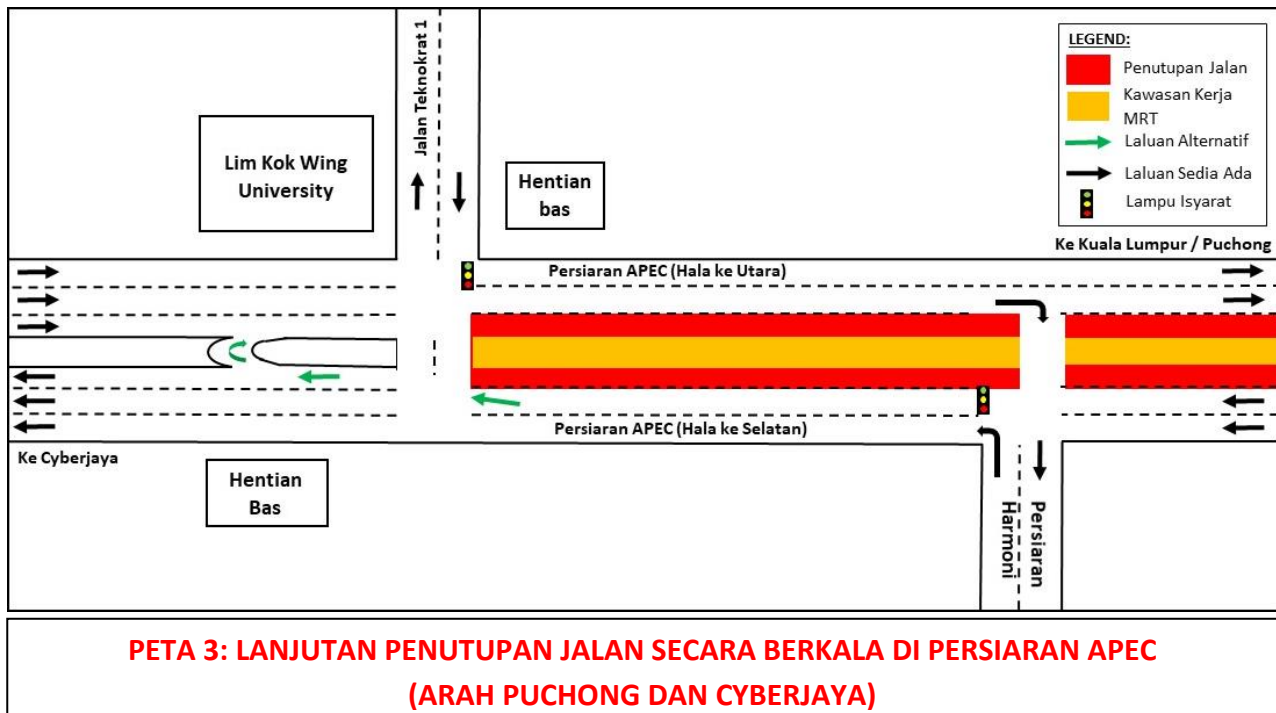 Jalan Teknokrat 1
LEGEND:
Penutupan Jalan
Kawasan Kerja
MRT
Laluan Alternatif
Laluan Sedia Ada
Lampu Isyarat
Lim Kok Wing
University
Hentian
bas
Ke Kuala Lumpur / Puchong
Persiaran APEC (Hala ke Utara)
Persiaran APEC (Hala ke Selatan)
Ke Cyberjaya
Hentian
Bas
Persiaran
Harmoni
PETA 3: LANJUTAN PENUTUPAN JALAN SECARA BERKALA DI PERSIARAN APEC
(ARAH PUCHONG DAN CYBERJAYA)